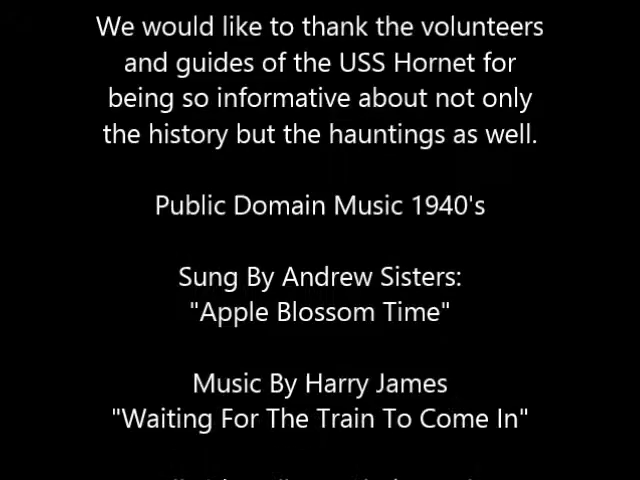 We would like to thank the volunteers
and guides of the USS Hornet for
being so informative about not only
the history but the hauntings as well.
Public Domain Music 1940's
Sung By Andrew Sisters:
"Apple Blossom Time"
Music By Harry James
"Waiting For The Train To Come In"